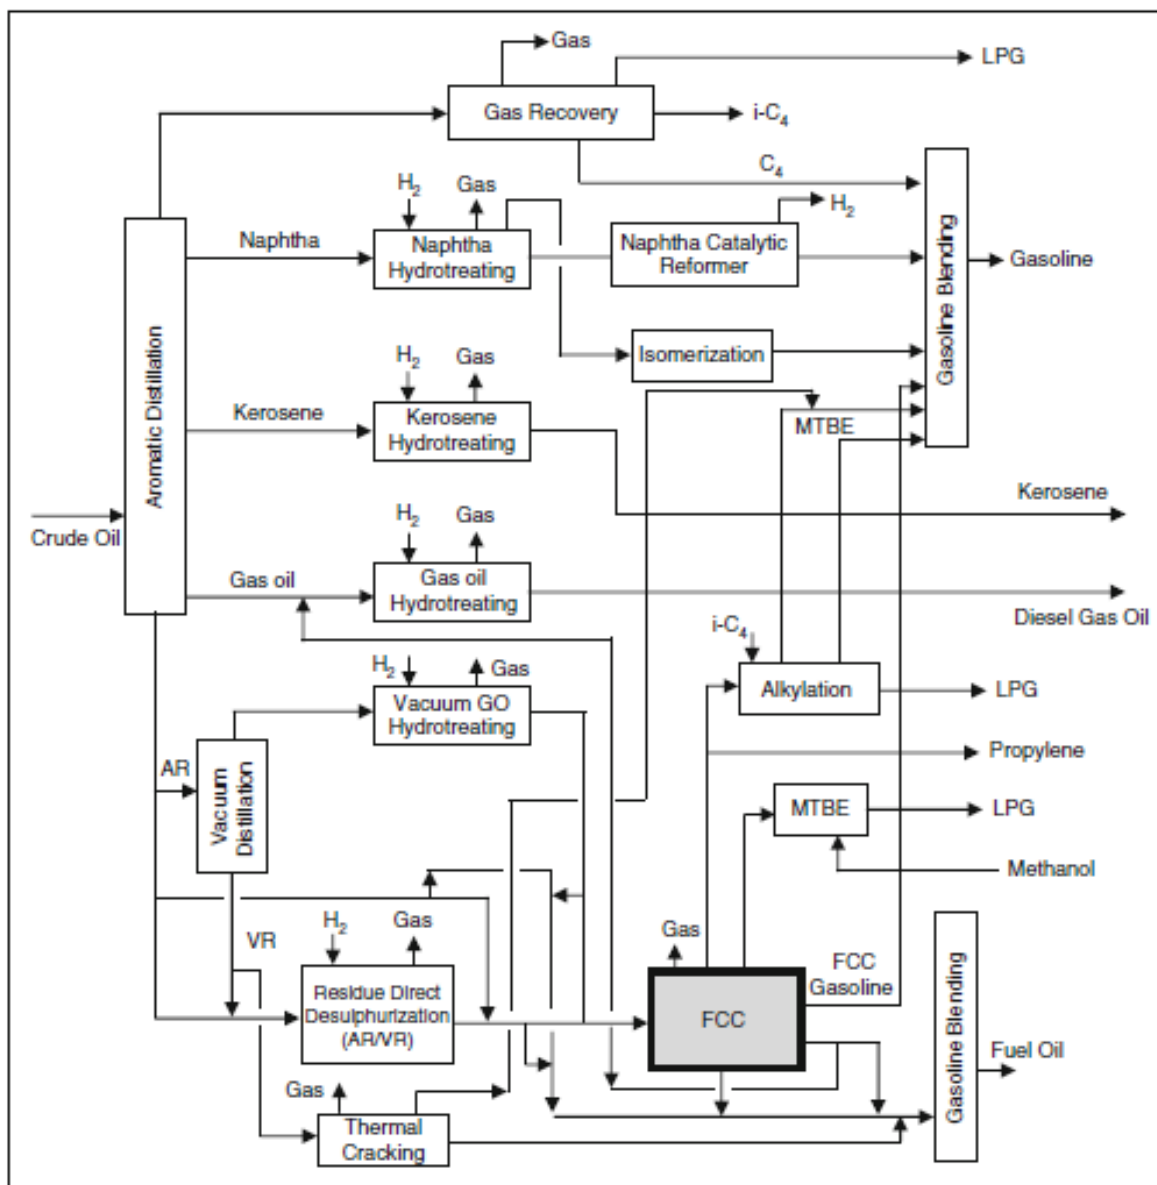 Gas
LPG
Gas Recovery
i-C₄
C₄
H₂
Gas
H₂
Naphtha
Naphtha
Hydrotreating
Naphtha Catalytic
Reformer
Gasoline Blending
Gasoline
Isomerization
H₂
Gas
Kerosene
Kerosene
Hydrotreating
MTBE
Aromatic Distillation
Kerosene
Crude Oil
H₂
Gas
Gas oil
Gas oil
Hydrotreating
Diesel Gas Oil
i-C₄
H₂
Gas
Vacuum GO
Hydrotreating
Alkylation
LPG
Propylene
AR
Vacuum
Distillation
MTBE
LPG
Methanol
VR
H₂
Gas
Gas
FCC
Gasoline
Residue Direct
Desulphurization
(AR/VR)
FCC
Gasoline Blending
Fuel Oil
Gas
Thermal
Cracking